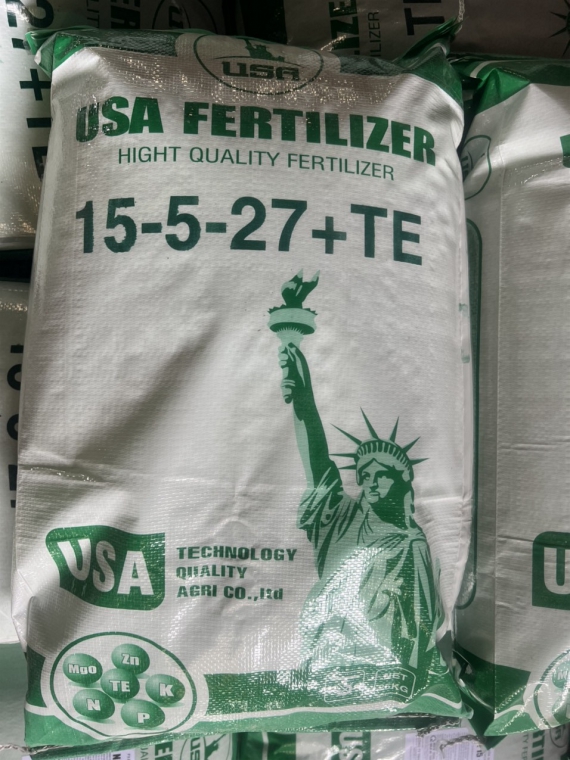 USA
USA FERTILIZER
HIGHT QUALITY FERTILIZER
15-5-27+TE
USA
TECHNOLOGY
QUALITY
AGRI CO.,ltd
Mgo
Zn
TE
K
N
P